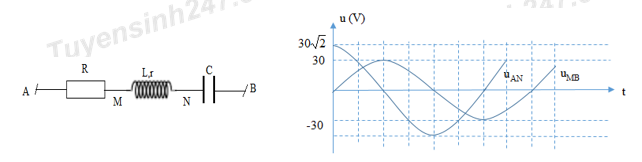 Tuyensinh247.c
u (V)
30√2
30
-30
u_AN
u_MB
t
R
L,r
C
A
M
N
B